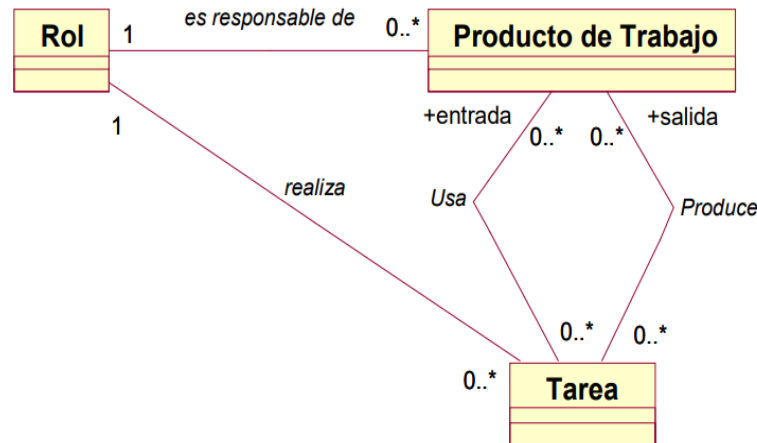 es responsable de
Rol
1
0..*
Producto de Trabajo
+entrada
+salida
0..*
0..*
1
realiza
Usa
Produce
0..*
0..*
0..*
Tarea